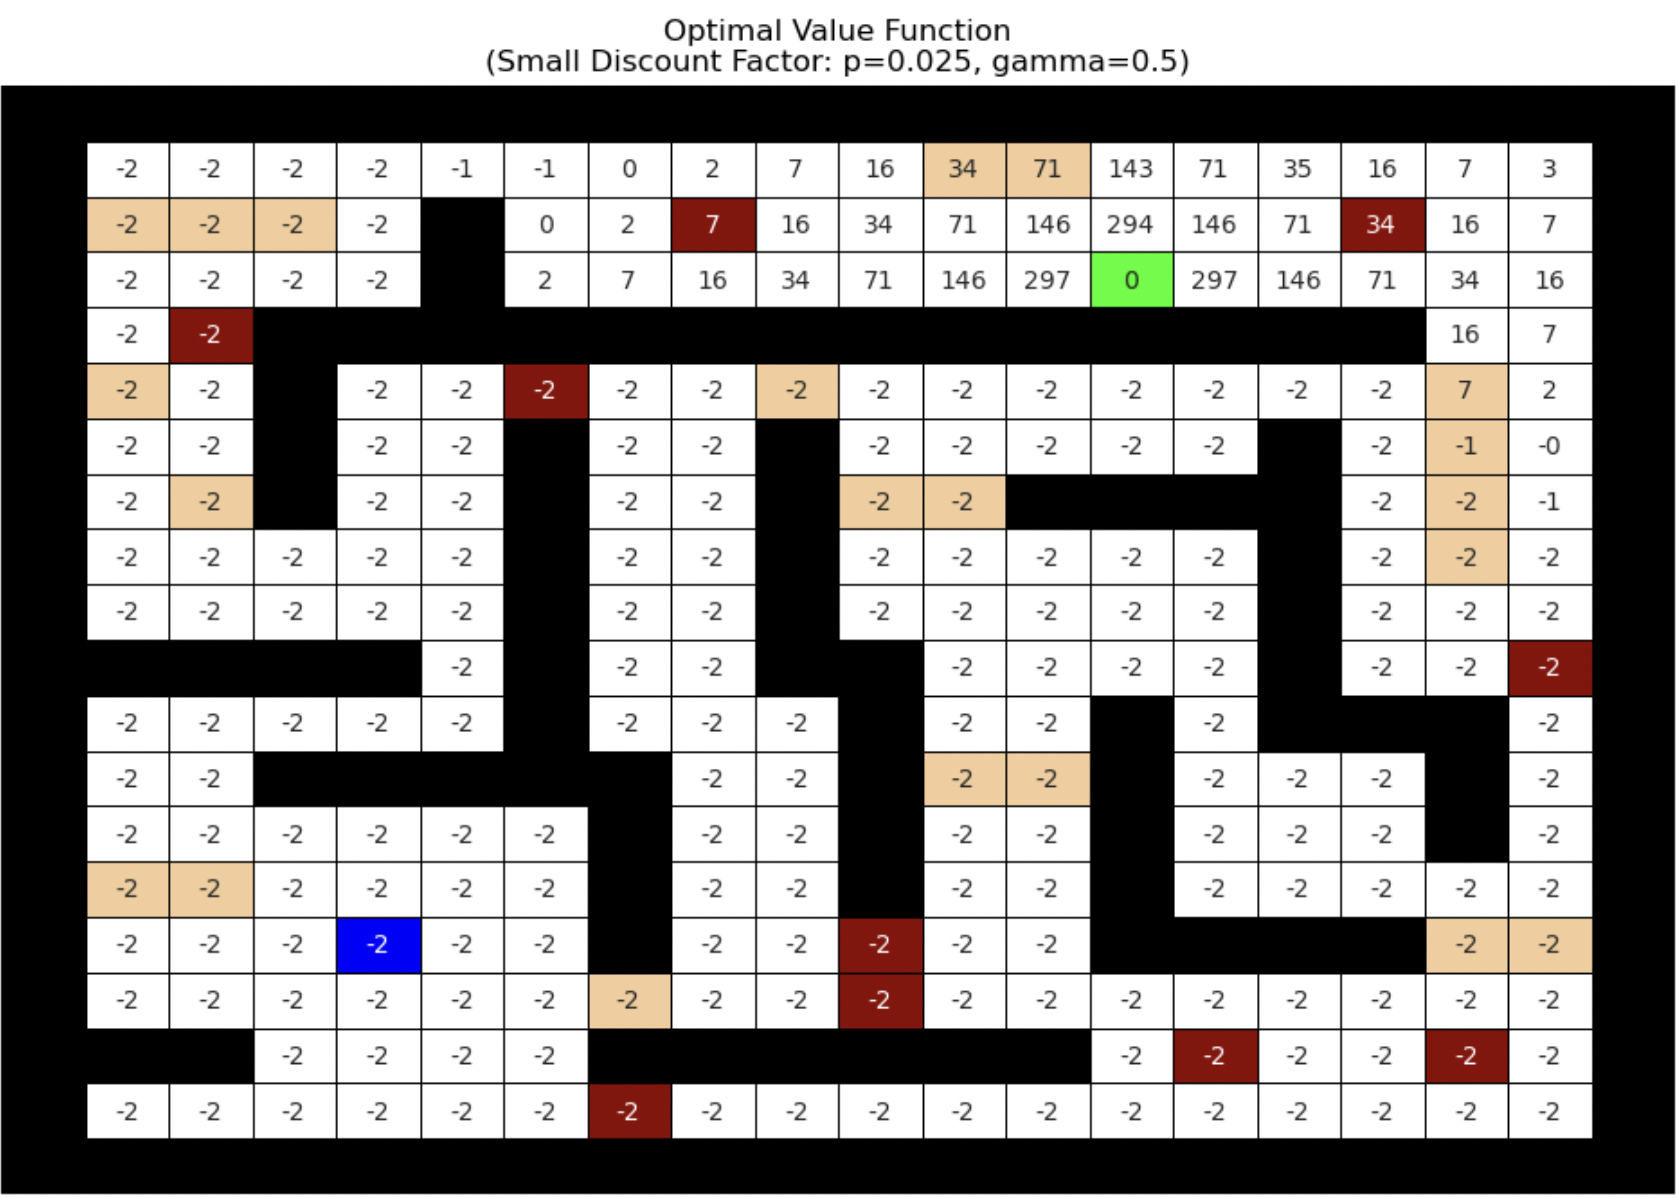 Optimal Value Function
(Small Discount Factor: p=0.025, gamma=0.5)
-2 -2 -2 -2 -1 -1 0 2 7 16 34 71 143 71 35 16 7 3
-2 -2 -2 -2 0 2 7 16 34 71 146 294 146 71 34 16 7
-2 -2 -2 -2 2 7 16 34 71 146 297 0 297 146 71 34 16
-2 -2 16 7
-2 -2 -2 -2 -2 -2 -2 -2 -2 -2 -2 -2 -2 -2 -2 7 2
-2 -2 -2 -2 -2 -2 -2 -2 -2 -2 -2 -2 -1 -0
-2 -2 -2 -2 -2 -2 -2 -2 -2 -2 -1
-2 -2 -2 -2 -2 -2 -2 -2 -2 -2 -2 -2 -2 -2 -2
-2 -2 -2 -2 -2 -2 -2 -2 -2 -2 -2 -2 -2 -2 -2
-2 -2 -2 -2 -2 -2 -2 -2 -2 -2
-2 -2 -2 -2 -2 -2 -2 -2 -2 -2 -2 -2
-2 -2 -2 -2 -2 -2 -2 -2 -2 -2
-2 -2 -2 -2 -2 -2 -2 -2 -2 -2 -2 -2 -2 -2
-2 -2 -2 -2 -2 -2 -2 -2 -2 -2 -2 -2 -2 -2 -2
-2 -2 -2 -2 -2 -2 -2 -2 -2 -2 -2 -2 -2
-2 -2 -2 -2 -2 -2 -2 -2 -2 -2 -2 -2 -2 -2 -2 -2 -2 -2
-2 -2 -2 -2 -2 -2 -2 -2 -2 -2
-2 -2 -2 -2 -2 -2 -2 -2 -2 -2 -2 -2 -2 -2 -2 -2 -2 -2